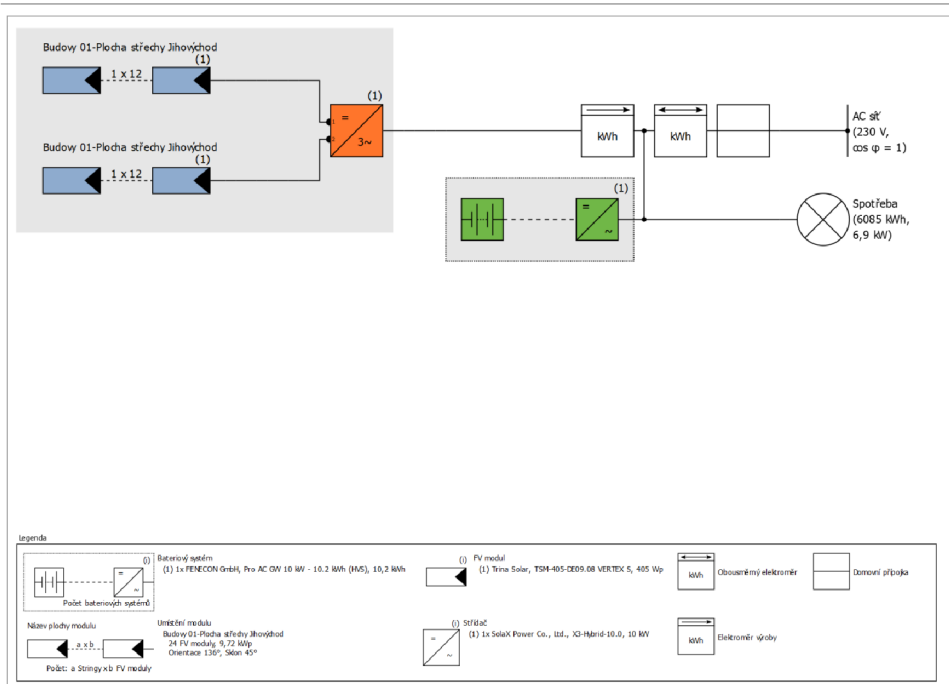 Budovy 01-Plocha střechy Jihovýchod
(1)
1 x 12
(1)
=
3~
1
2
Budovy 01-Plocha střechy Jihovýchod
(1)
1 x 12
kWh
kWh
AC síť
(230 V,
cos φ = 1)
(1)
=
~
Spotřeba
(6085 kWh,
6,9 kW)
Legenda
(i)
=
~
Počet bateriových systémů
Bateriový systém
(1) 1x FENECON GmbH, Pro AC GW 10 kW - 10.2 kWh (HVS), 10,2 kWh
(i)
FV modul
(1) Trina Solar, TSM-405-DE09.08 VERTEX S, 405 Wp
kWh
Obousměrný elektroměr
Domovní přípojka
Název plochy modulu
a x b
Počet: a Stringy x b FV moduly
Umístění modulu
Budovy 01-Plocha střechy Jihovýchod
24 FV moduly, 9,72 kWp
Orientace 136°, Sklon 45°
(i)
=
~
Střídač
(1) 1x SolaX Power Co., Ltd., X3-Hybrid-10.0, 10 kW
kWh
Elektroměr výroby